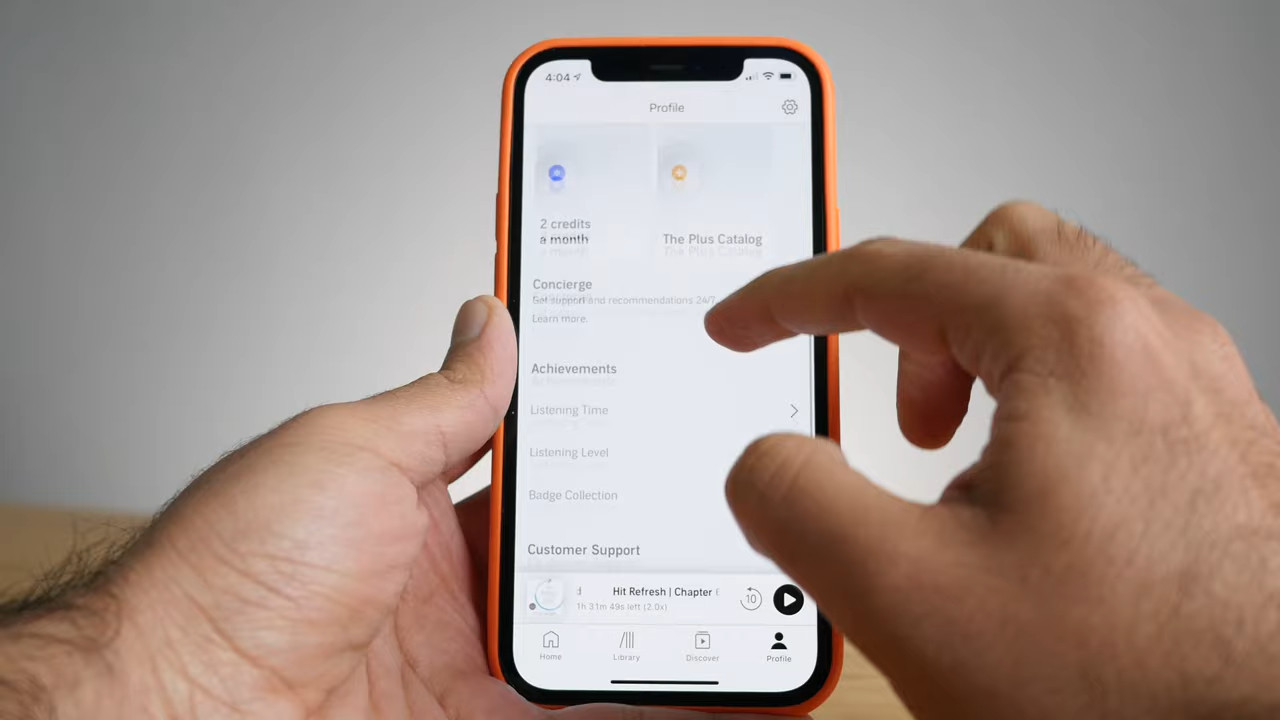 4:04
Profile
2 credits
a month
The Plus Catalog
Concierge
Get support and recommendations 24/7
Learn more.
Achievements
Listening Time
Listening Level
Badge Collection
Customer Support
d Hit Refresh | Chapter
1h 31m 49s left (2.0x)
10
Home Library Discover Profile